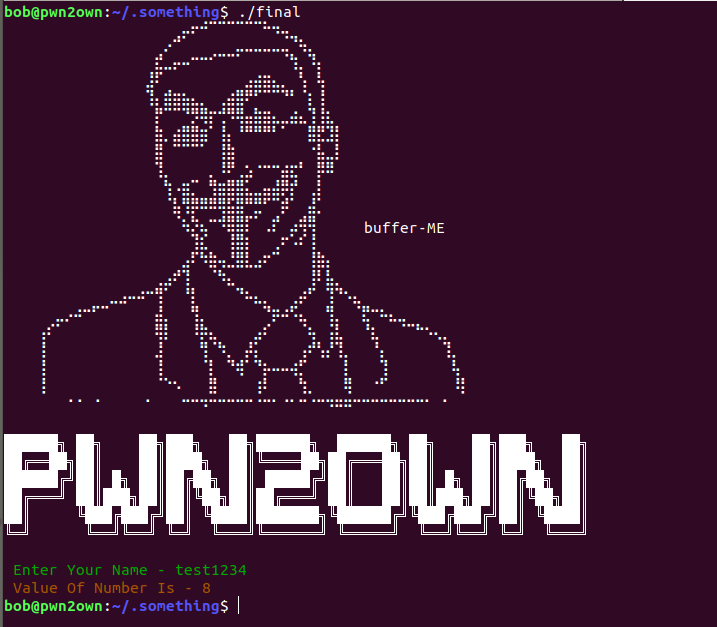 bob@pwn2own:~/.something$ ./final
buffer-ME
PWN2OWN
Enter Your Name - test1234
Value Of Number Is - 8
bob@pwn2own:~/.something$